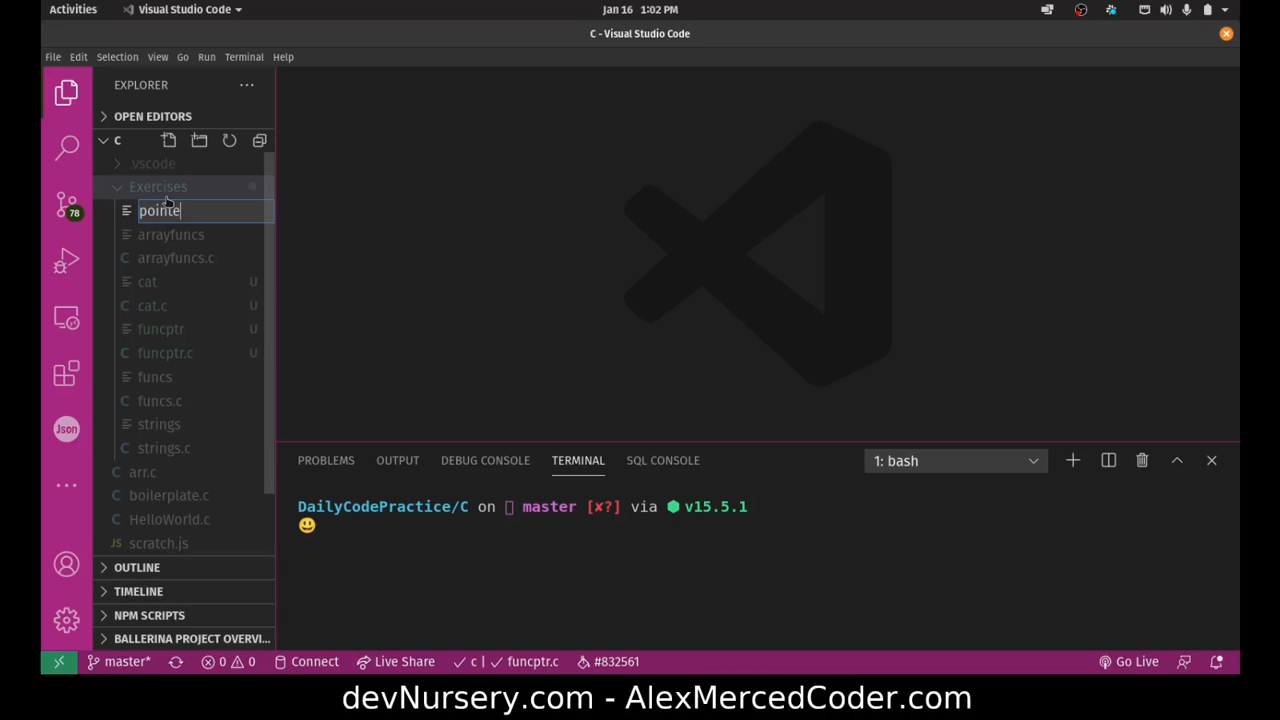 Activities Visual Studio Code Jan 16 1:02 PM
C - Visual Studio Code
File Edit Selection View Go Run Terminal Help
EXPLORER
OPEN EDITORS
C
.vscode
Exercises
pointe
arrayfuncs
arrayfuncs.c
cat U
cat.c U
funcptr U
funcptr.c U
funcs
funcs.c
strings
strings.c
arr.c
boilerplate.c
HelloWorld.c
JS scratch.js
OUTLINE
TIMELINE
NPM SCRIPTS
BALLERINA PROJECT OVERVI...
78
Json
PROBLEMS OUTPUT DEBUG CONSOLE TERMINAL SQL CONSOLE 1: bash
DailyCodePractice/C on master [✘?] via ⬢ v15.5.1
😃
master* 0 0 Connect Live Share ✓ c | ✓ funcptr.c #832561 Go Live
devNursery.com - AlexMercedCoder.com